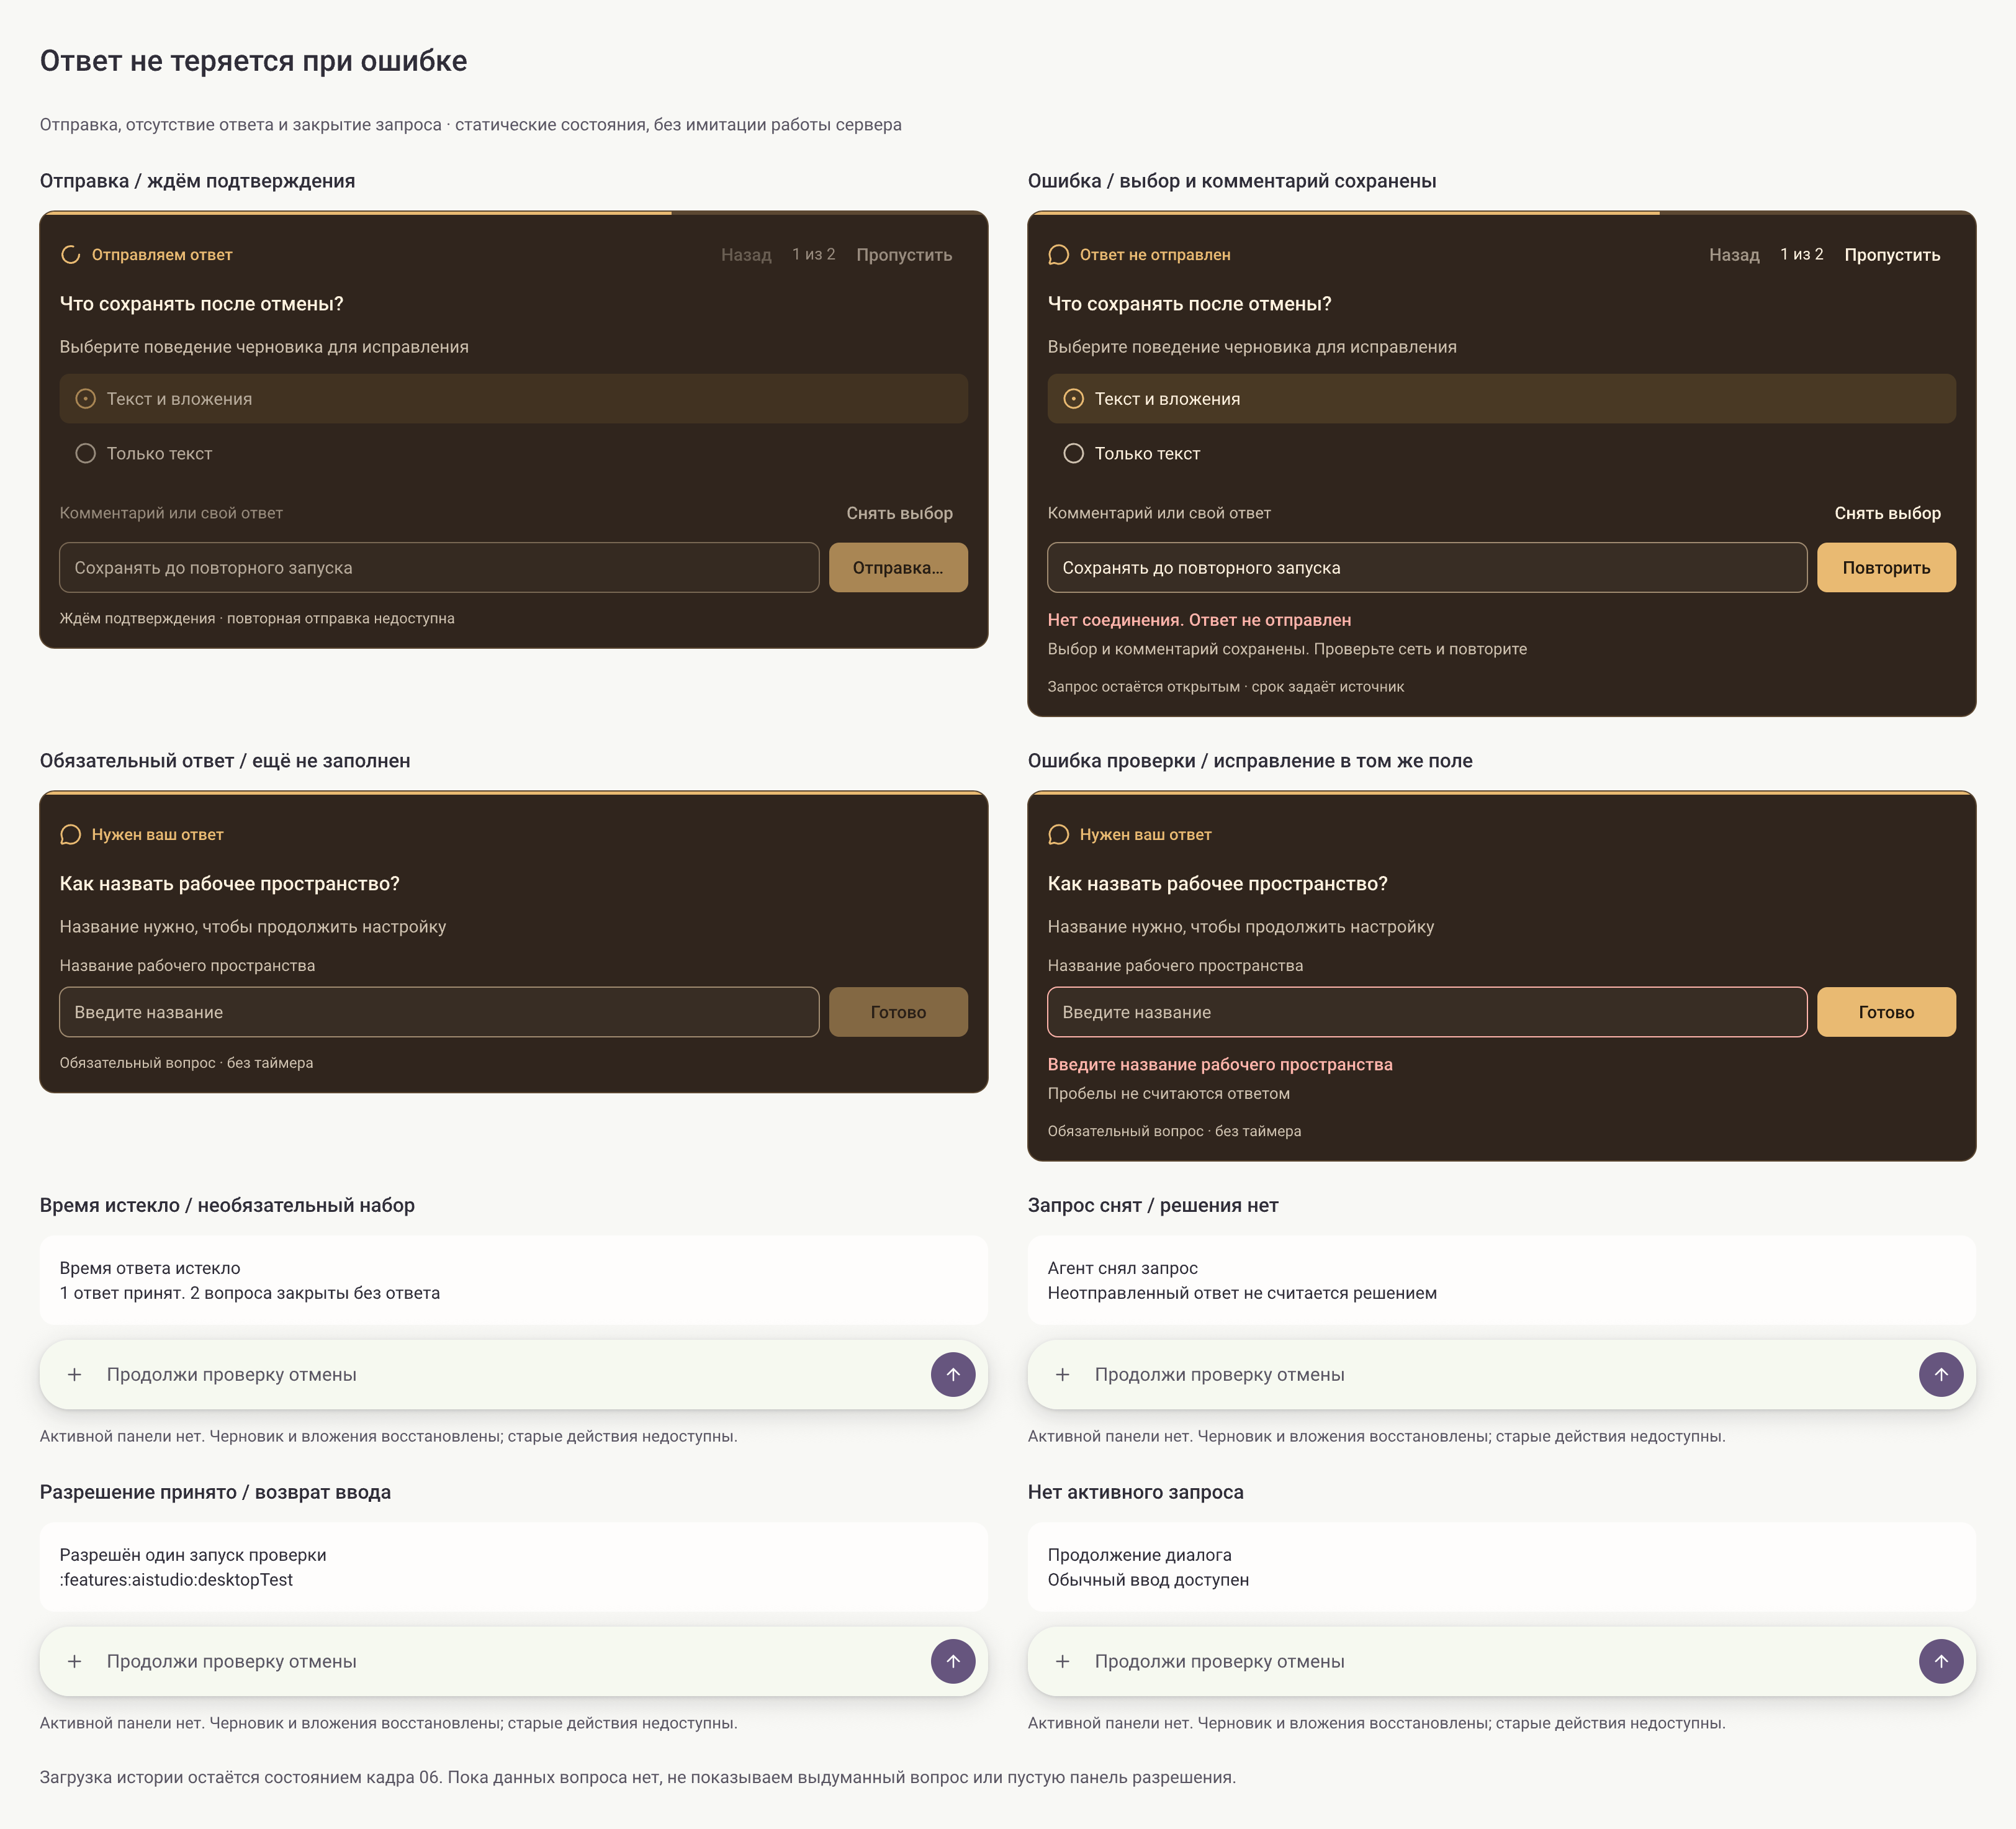 Ответ не теряется при ошибке
Отправка, отсутствие ответа и закрытие запроса · статические состояния, без имитации работы сервера
Отправка / ждём подтверждения
Отправляем ответ
Назад 1 из 2 Пропустить
Что сохранять после отмены?
Выберите поведение черновика для исправления
Текст и вложения
Только текст
Комментарий или свой ответ
Снять выбор
Сохранять до повторного запуска
Отправка...
Ждём подтверждения · повторная отправка недоступна
Ошибка / выбор и комментарий сохранены
Ответ не отправлен
Назад 1 из 2 Пропустить
Что сохранять после отмены?
Выберите поведение черновика для исправления
Текст и вложения
Только текст
Комментарий или свой ответ
Снять выбор
Сохранять до повторного запуска
Повторить
Нет соединения. Ответ не отправлен
Выбор и комментарий сохранены. Проверьте сеть и повторите
Запрос остаётся открытым · срок задаёт источник
Обязательный ответ / ещё не заполнен
Нужен ваш ответ
Как назвать рабочее пространство?
Название нужно, чтобы продолжить настройку
Название рабочего пространства
Введите название
Готово
Обязательный вопрос · без таймера
Ошибка проверки / исправление в том же поле
Нужен ваш ответ
Как назвать рабочее пространство?
Название нужно, чтобы продолжить настройку
Название рабочего пространства
Введите название
Готово
Введите название рабочего пространства
Пробелы не считаются ответом
Обязательный вопрос · без таймера
Время истекло / необязательный набор
Время ответа истекло
1 ответ принят. 2 вопроса закрыты без ответа
Продолжи проверку отмены
Активной панели нет. Черновик и вложения восстановлены; старые действия недоступны.
Запрос снят / решения нет
Агент снял запрос
Неотправленный ответ не считается решением
Продолжи проверку отмены
Активной панели нет. Черновик и вложения восстановлены; старые действия недоступны.
Разрешение принято / возврат ввода
Разрешён один запуск проверки
:features:aistudio:desktopTest
Продолжи проверку отмены
Активной панели нет. Черновик и вложения восстановлены; старые действия недоступны.
Нет активного запроса
Продолжение диалога
Обычный ввод доступен
Продолжи проверку отмены
Активной панели нет. Черновик и вложения восстановлены; старые действия недоступны.
Загрузка истории остаётся состоянием кадра 06. Пока данных вопроса нет, не показываем выдуманный вопрос или пустую панель разрешения.